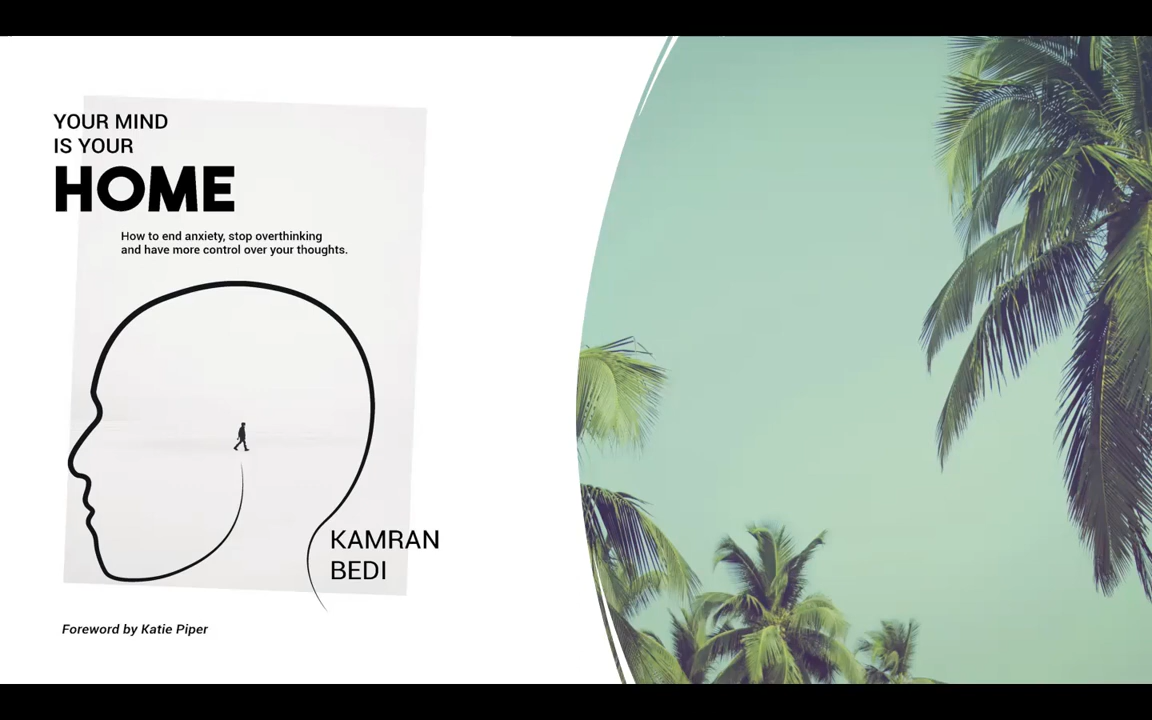 YOUR MIND
IS YOUR
HOME
How to end anxiety, stop overthinking
and have more control over your thoughts.
KAMRAN
BEDI
Foreword by Katie Piper